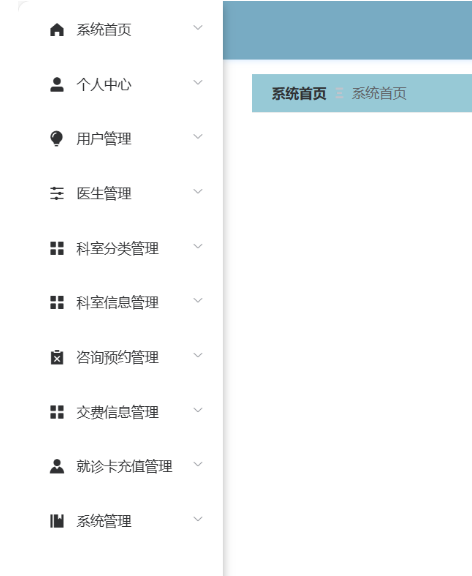 系统首页
个人中心
用户管理
医生管理
科室分类管理
科室信息管理
咨询预约管理
交费信息管理
就诊卡充值管理
系统管理
系统首页 系统首页